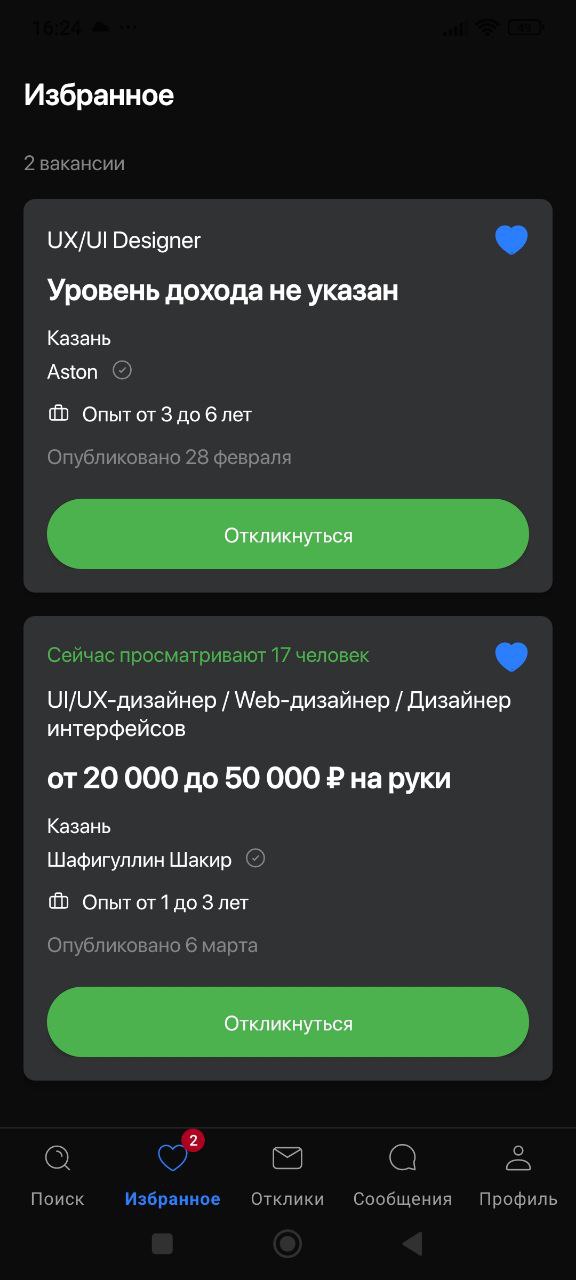 16:24
49
Избранное
2 вакансии
UX/UI Designer
Уровень дохода не указан
Казань
Aston
Опыт от 3 до 6 лет
Опубликовано 28 февраля
Откликнуться
Сейчас просматривают 17 человек
UI/UX-дизайнер / Web-дизайнер / Дизайнер
интерфейсов
от 20 000 до 50 000 ₽ на руки
Казань
Шафигуллин Шакир
Опыт от 1 до 3 лет
Опубликовано 6 марта
Откликнуться
2
Поиск Избранное Отклики Сообщения Профиль